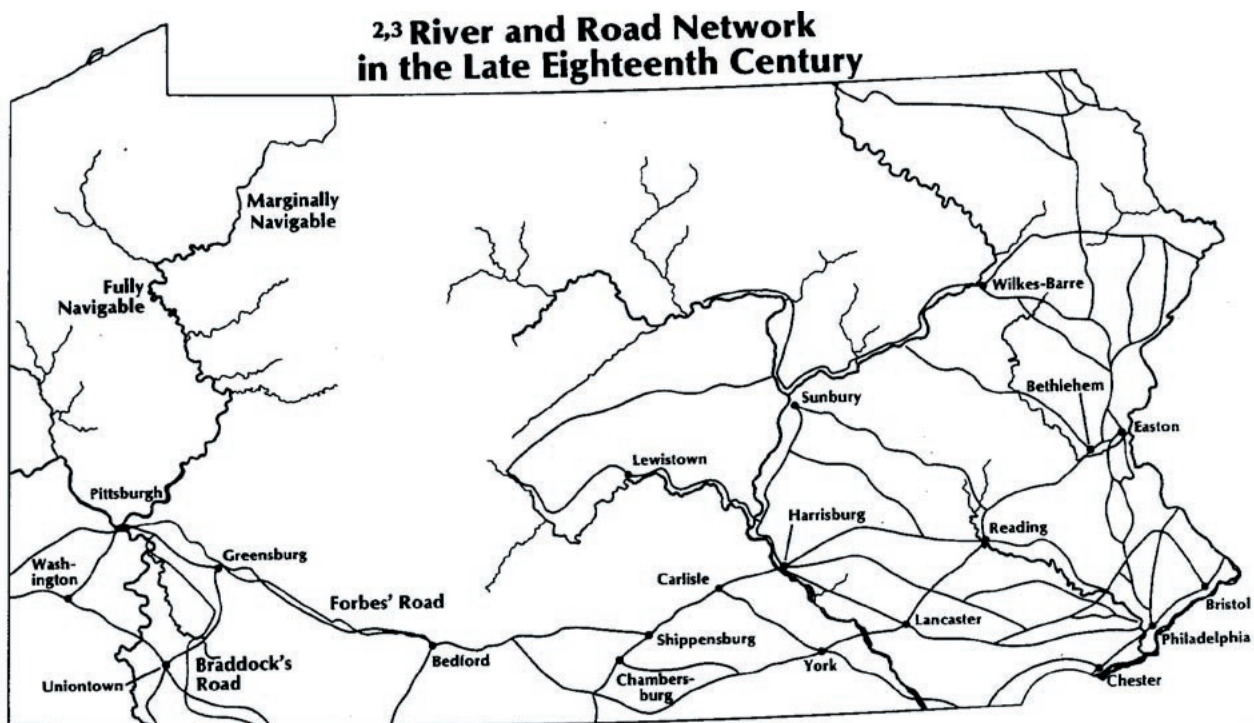 2,3 River and Road Network
in the Late Eighteenth Century
Marginally
Navigable
Fully
Navigable
Wilkes-Barre
Bethlehem
Sunbury
Easton
Lewistown
Pittsburgh
Harrisburg
Reading
Greensburg
Wash-
ington
Carlisle
Forbes' Road
Lancaster
Bristol
Shippensburg
Philadelphia
Bedford
York
Braddock's
Road
Uniontown
Chambers-
burg
Chester